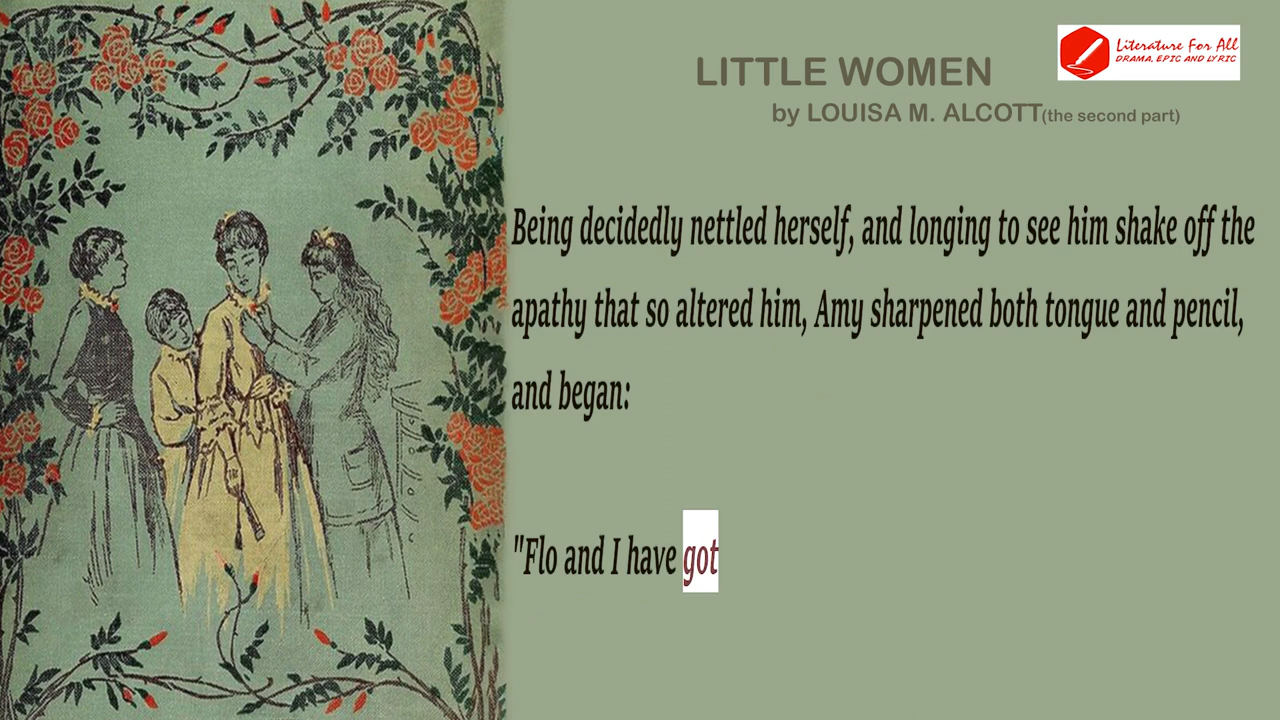 LITTLE WOMEN
by LOUISA M. ALCOTT(the second part)
Literature For All
DRAMA, EPIC AND LYRIC
Being decidedly nettled herself, and longing to see him shake off the
apathy that so altered him, Amy sharpened both tongue and pencil,
and began:
"Flo and I have got